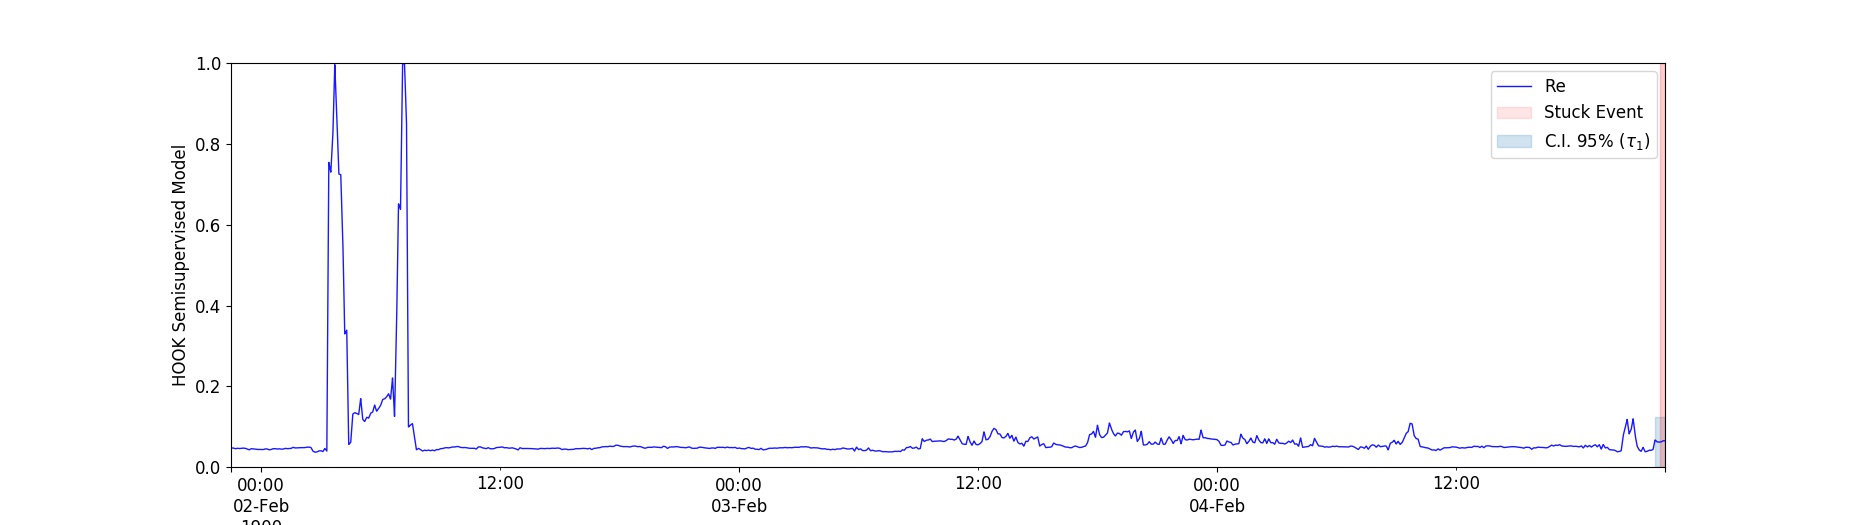 1.0
0.8
0.6
0.4
0.2
0.0
HOOK Semisupervised Model
Re
Stuck Event
C.I. 95% (τ₁)
00:00 12:00 00:00 12:00 00:00 12:00
02-Feb 03-Feb 04-Feb
1900